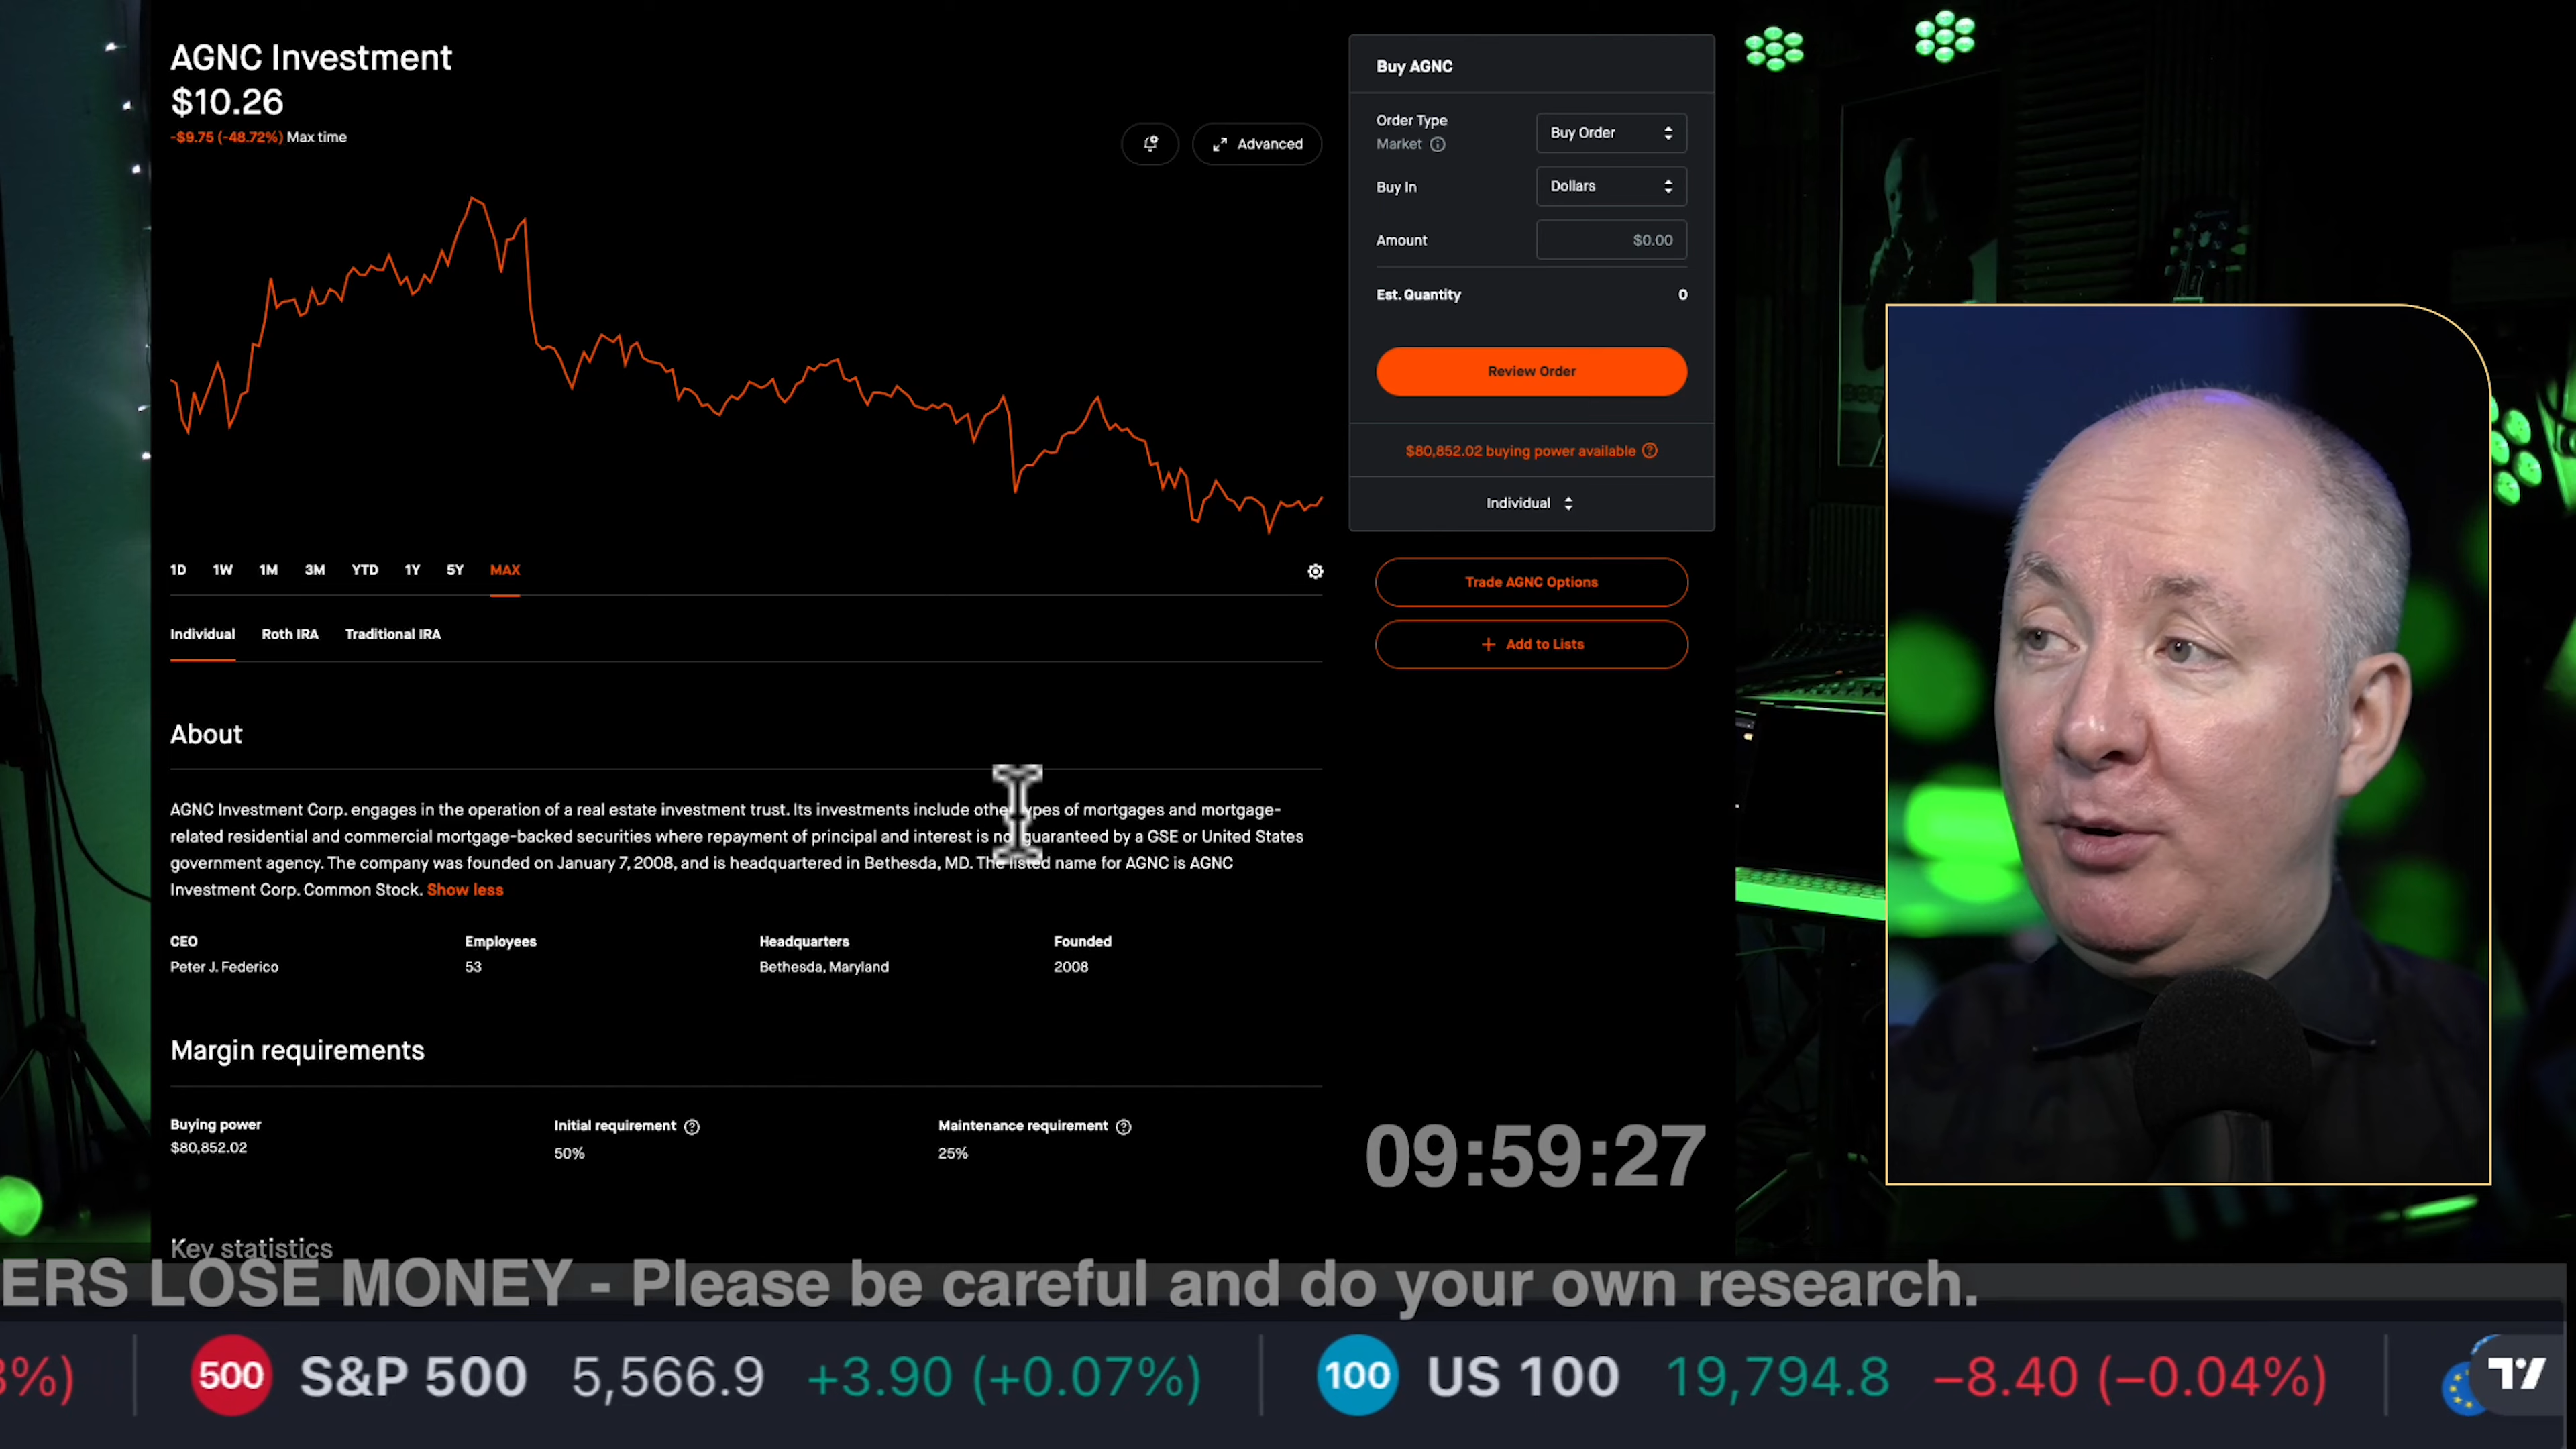 AGNC Investment
$10.26
-$9.75 (-48.72%) Max time
Advanced
1D 1W 1M 3M YTD 1Y 5Y MAX
Individual Roth IRA Traditional IRA
About
AGNC Investment Corp. engages in the operation of a real estate investment trust. Its investments include other types of mortgages and mortgage-
related residential and commercial mortgage-backed securities where repayment of principal and interest is not guaranteed by a GSE or United States
government agency. The company was founded on January 7, 2008, and is headquartered in Bethesda, MD. The listed name for AGNC is AGNC
Investment Corp. Common Stock. Show less
CEO Employees Headquarters Founded
Peter J. Federico 53 Bethesda, Maryland 2008
Margin requirements
Buying power Initial requirement Maintenance requirement
$80,852.02 50% 25%
Key statistics
Buy AGNC
Order Type
Market
Buy Order
Buy In Dollars
Amount $0.00
Est. Quantity 0
Review Order
$80,852.02 buying power available
Individual
Trade AGNC Options
+ Add to Lists
09:59:27
ERS LOSE MONEY - Please be careful and do your own research.
3%) 500 S&P 500 5,566.9 +3.90 (+0.07%) 100 US 100 19,794.8 −8.40 (−0.04%)